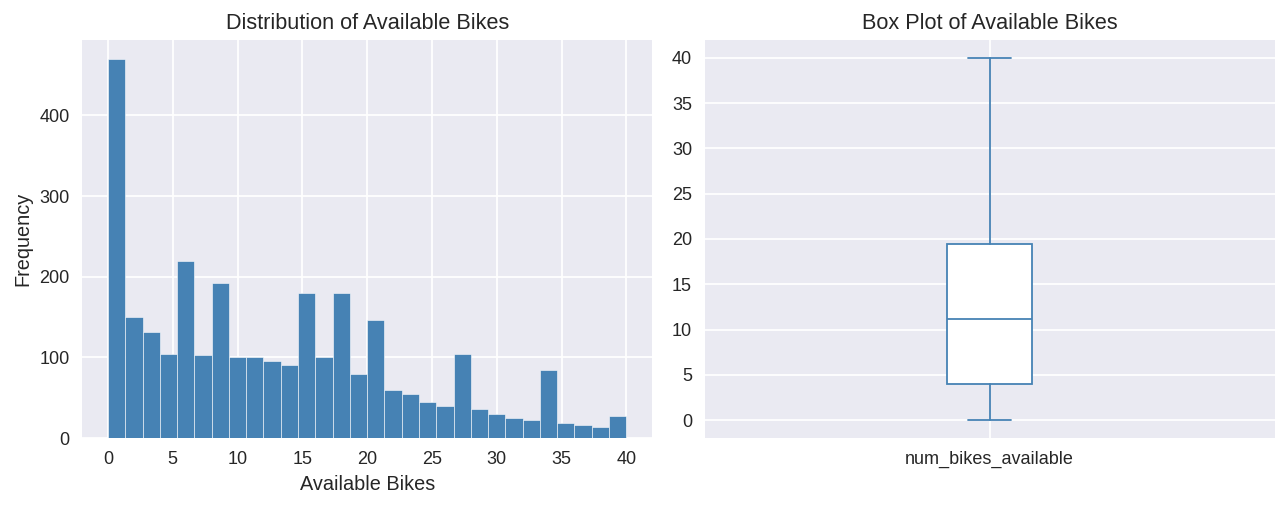 Distribution of Available Bikes
400
300
200
100
0
Frequency
0 5 10 15 20 25 30 35 40
Available Bikes
Box Plot of Available Bikes
40
35
30
25
20
15
10
5
0
num_bikes_available